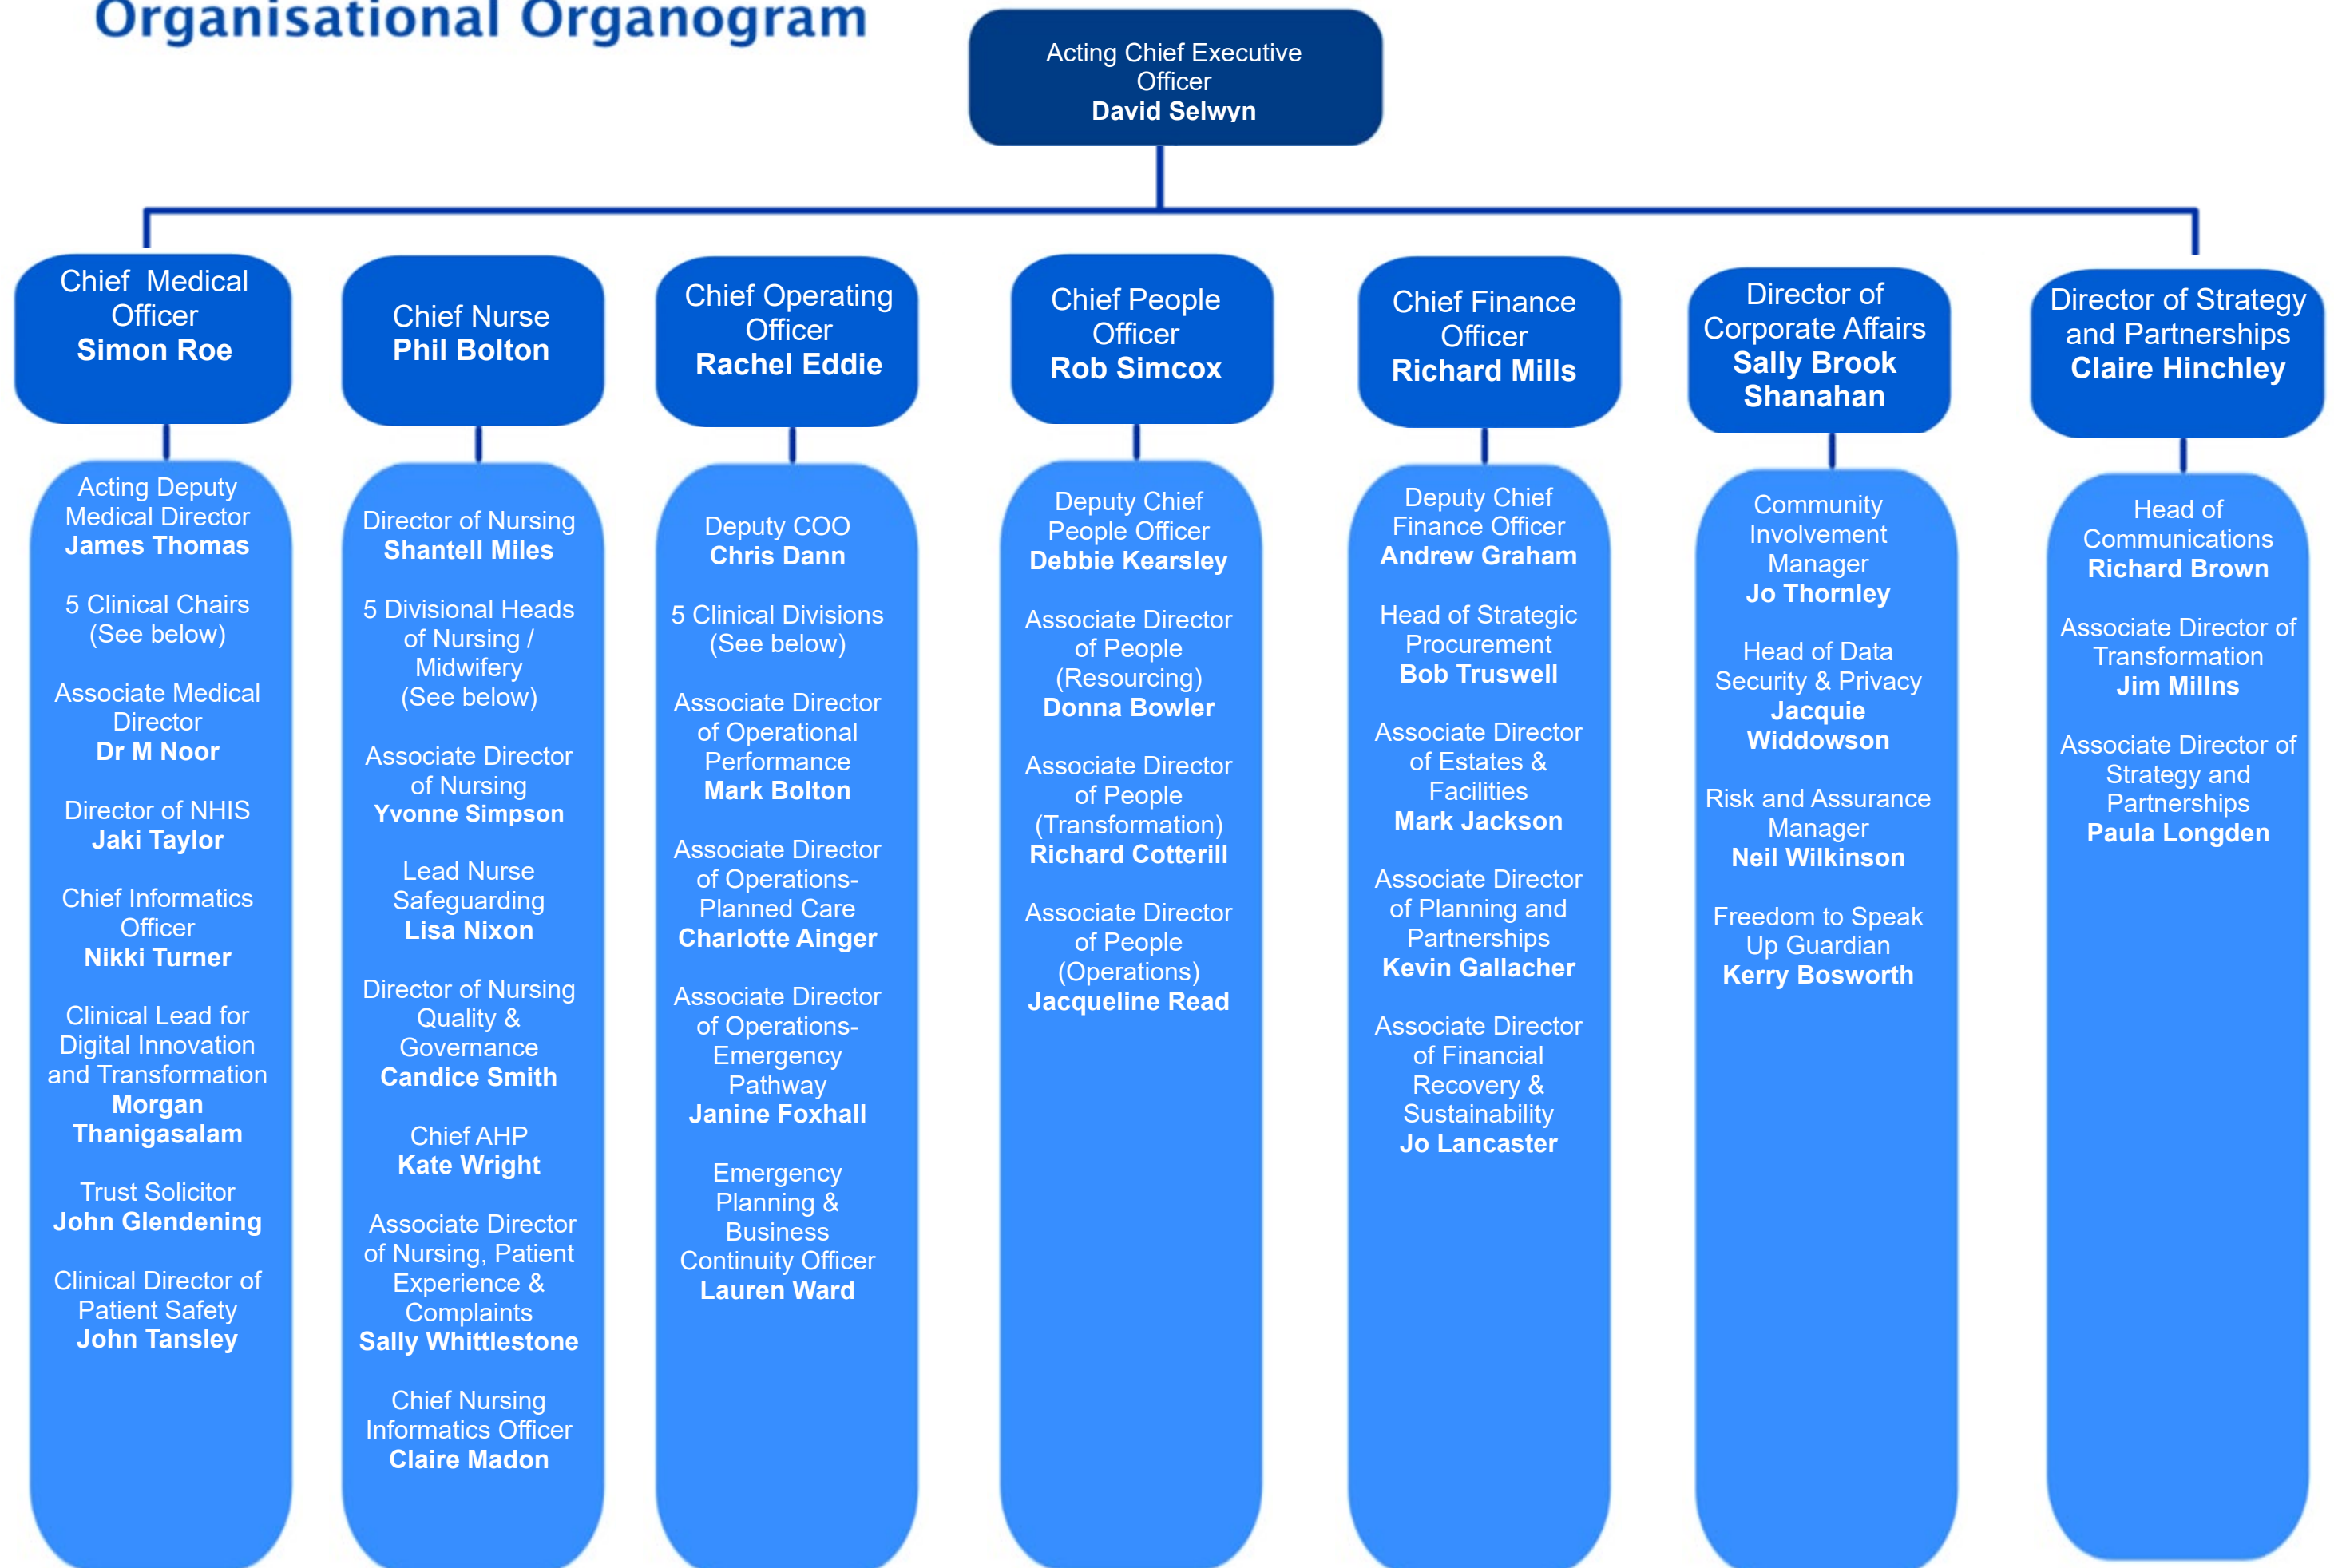 Organisational Organogram
Acting Chief Executive
Officer
David Selwyn
Chief Medical
Officer
Simon Roe
Chief Nurse
Phil Bolton
Chief Operating
Officer
Rachel Eddie
Chief People
Officer
Rob Simcox
Chief Finance
Officer
Richard Mills
Director of
Corporate Affairs
Sally Brook
Shanahan
Director of Strategy
and Partnerships
Claire Hinchley
Acting Deputy
Medical Director
James Thomas
5 Clinical Chairs
(See below)
Associate Medical
Director
Dr M Noor
Director of NHIS
Jaki Taylor
Chief Informatics
Officer
Nikki Turner
Clinical Lead for
Digital Innovation
and Transformation
Morgan
Thanigasalam
Trust Solicitor
John Glendening
Clinical Director of
Patient Safety
John Tansley
Director of Nursing
Shantell Miles
5 Divisional Heads
of Nursing /
Midwifery
(See below)
Associate Director
of Nursing
Yvonne Simpson
Lead Nurse
Safeguarding
Lisa Nixon
Director of Nursing
Quality &
Governance
Candice Smith
Chief AHP
Kate Wright
Associate Director
of Nursing, Patient
Experience &
Complaints
Sally Whittlestone
Chief Nursing
Informatics Officer
Claire Madon
Deputy COO
Chris Dann
5 Clinical Divisions
(See below)
Associate Director
of Operational
Performance
Mark Bolton
Associate Director
of Operations-
Planned Care
Charlotte Ainger
Associate Director
of Operations-
Emergency
Pathway
Janine Foxhall
Emergency
Planning &
Business
Continuity Officer
Lauren Ward
Deputy Chief
People Officer
Debbie Kearsley
Associate Director
of People
(Resourcing)
Donna Bowler
Associate Director
of People
(Transformation)
Richard Cotterill
Associate Director
of People
(Operations)
Jacqueline Read
Deputy Chief
Finance Officer
Andrew Graham
Head of Strategic
Procurement
Bob Truswell
Associate Director
of Estates &
Facilities
Mark Jackson
Associate Director
of Planning and
Partnerships
Kevin Gallacher
Associate Director
of Financial
Recovery &
Sustainability
Jo Lancaster
Community
Involvement
Manager
Jo Thornley
Head of Data
Security & Privacy
Jacquie
Widdowson
Risk and Assurance
Manager
Neil Wilkinson
Freedom to Speak
Up Guardian
Kerry Bosworth
Head of
Communications
Richard Brown
Associate Director of
Transformation
Jim Millns
Associate Director of
Strategy and
Partnerships
Paula Longden